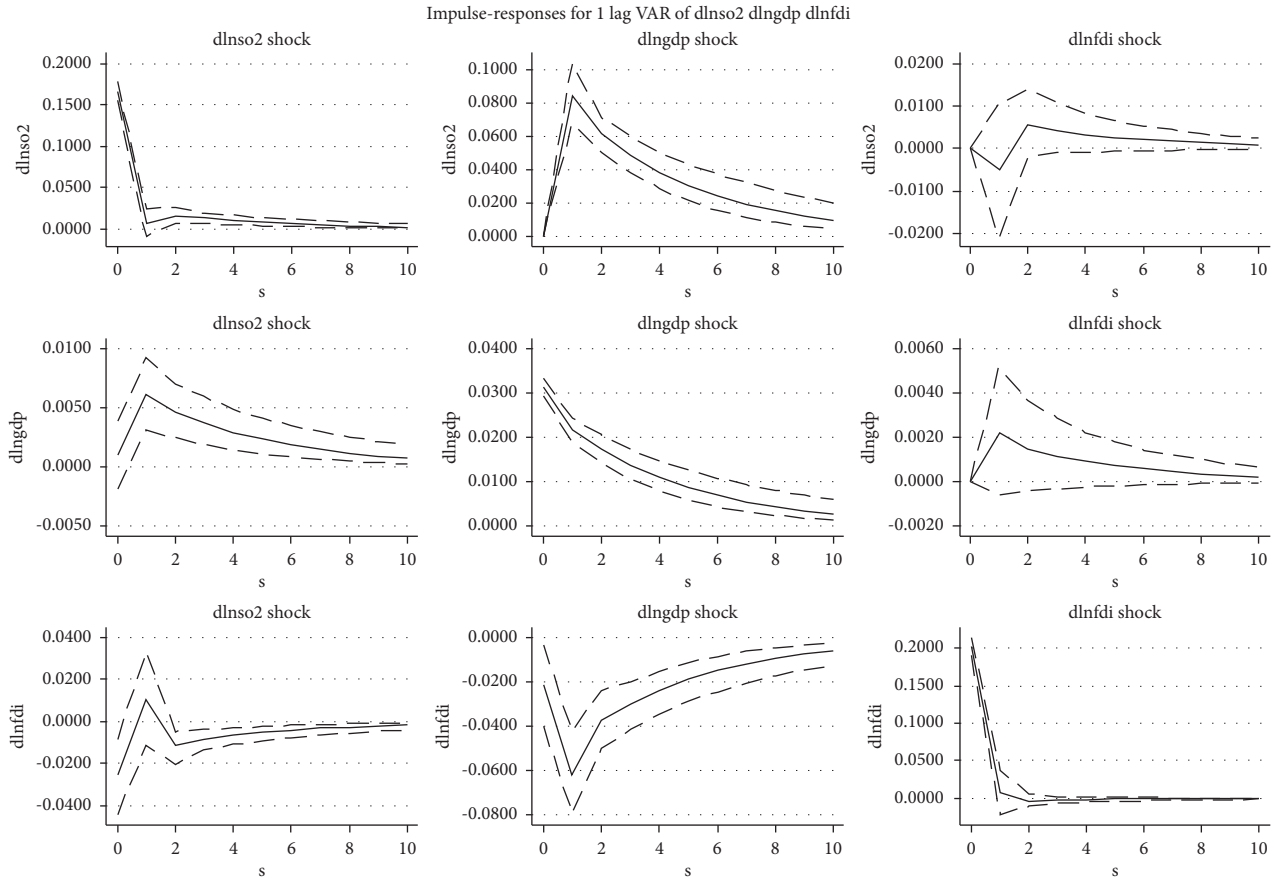 Impulse-responses for 1 lag VAR of dlnso2 dlngdp dlnfdi
dlnso2 shock
dlnso2
0.2000
0.1500
0.1000
0.0500
0.0000
0 2 4 6 8 10
s
dlngdp shock
dlnso2
0.1000
0.0800
0.0600
0.0400
0.0200
0.0000
0 2 4 6 8 10
s
dlnfdi shock
dlnso2
0.0200
0.0100
0.0000
-0.0100
-0.0200
0 2 4 6 8 10
s
dlnso2 shock
dlngdp
0.0100
0.0050
0.0000
-0.0050
0 2 4 6 8 10
s
dlngdp shock
dlngdp
0.0400
0.0300
0.0200
0.0100
0.0000
0 2 4 6 8 10
s
dlnfdi shock
dlngdp
0.0060
0.0040
0.0020
0.0000
-0.0020
0 2 4 6 8 10
s
dlnso2 shock
dlnfdi
0.0400
0.0200
0.0000
-0.0200
-0.0400
0 2 4 6 8 10
s
dlngdp shock
dlnfdi
0.0000
-0.0200
-0.0400
-0.0600
-0.0800
0 2 4 6 8 10
s
dlnfdi shock
dlnfdi
0.2000
0.1500
0.1000
0.0500
0.0000
0 2 4 6 8 10
s